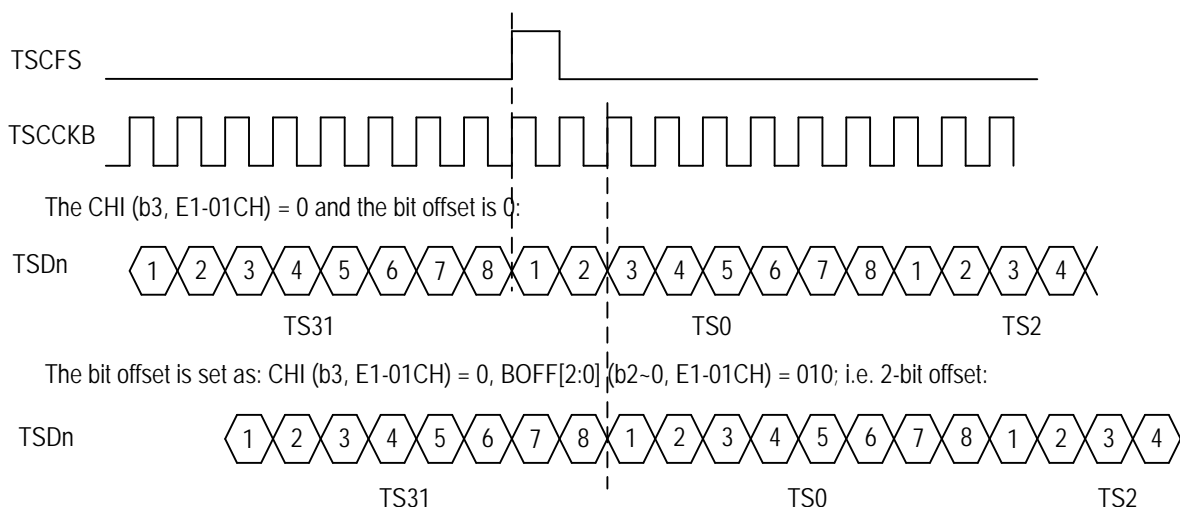 TSCFS
TSCCKB
The CHI (b3, E1-01CH) = 0 and the bit offset is 0:
TSDn 1 2 3 4 5 6 7 8 1 2 3 4 5 6 7 8 1 2 3 4
TS31 TS0 TS2
The bit offset is set as: CHI (b3, E1-01CH) = 0, BOFF[2:0] (b2~0, E1-01CH) = 010; i.e. 2-bit offset:
TSDn 1 2 3 4 5 6 7 8 1 2 3 4 5 6 7 8 1 2 3 4
TS31 TS0 TS2